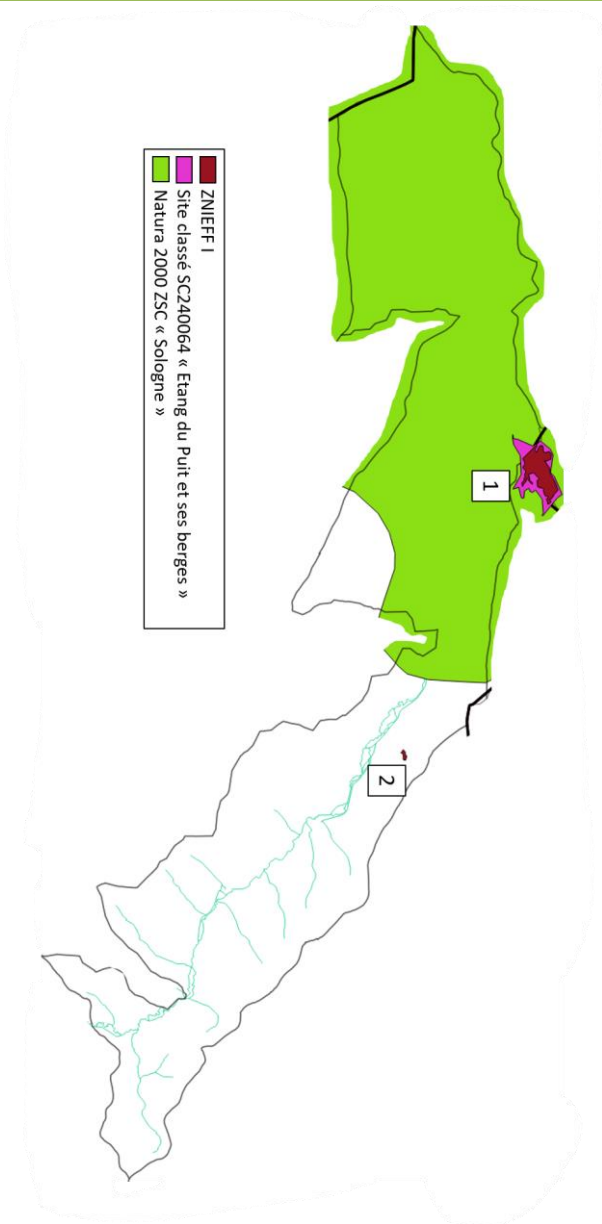 ZNIEFF I
Site classé SC240064 « Etang du Puit et ses berges »
Natura 2000 ZSC « Sologne »
1
2